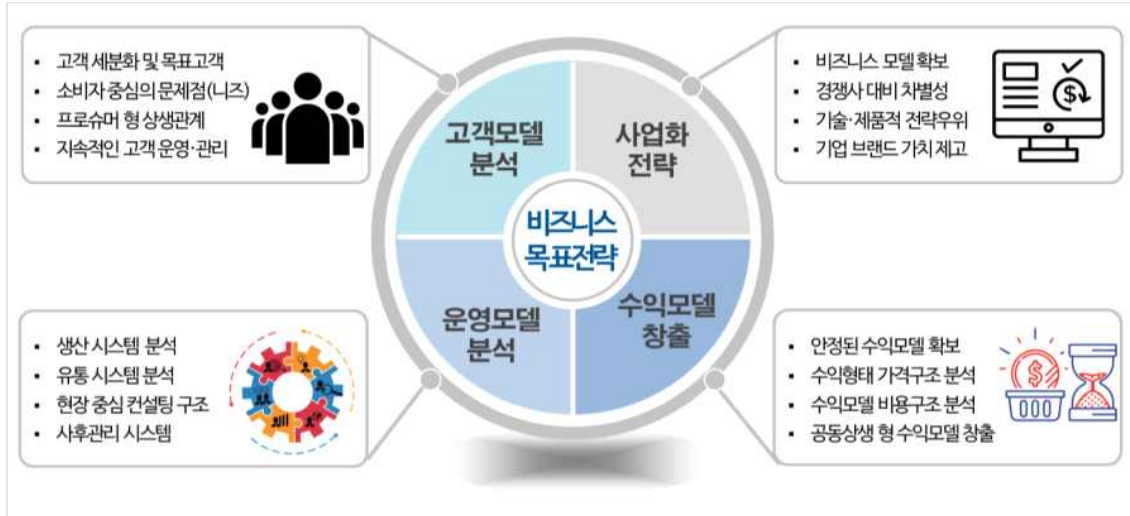 고객 세분화 및 목표고객
소비자 중심의 문제점(니즈)
프로슈머 형 상생관계
지속적인 고객 운영·관리
비즈니스 모델 확보
경쟁사 대비 차별성
기술·제품적 전략우위
기업 브랜드 가치 제고
고객모델
분석
사업화
전략
비즈니스
목표전략
운영모델
분석
수익모델
창출
생산 시스템 분석
유통 시스템 분석
현장 중심 컨설팅 구조
사후관리 시스템
안정된 수익모델 확보
수익형태 가격구조 분석
수익모델 비용구조 분석
공동상생 형 수익모델 창출